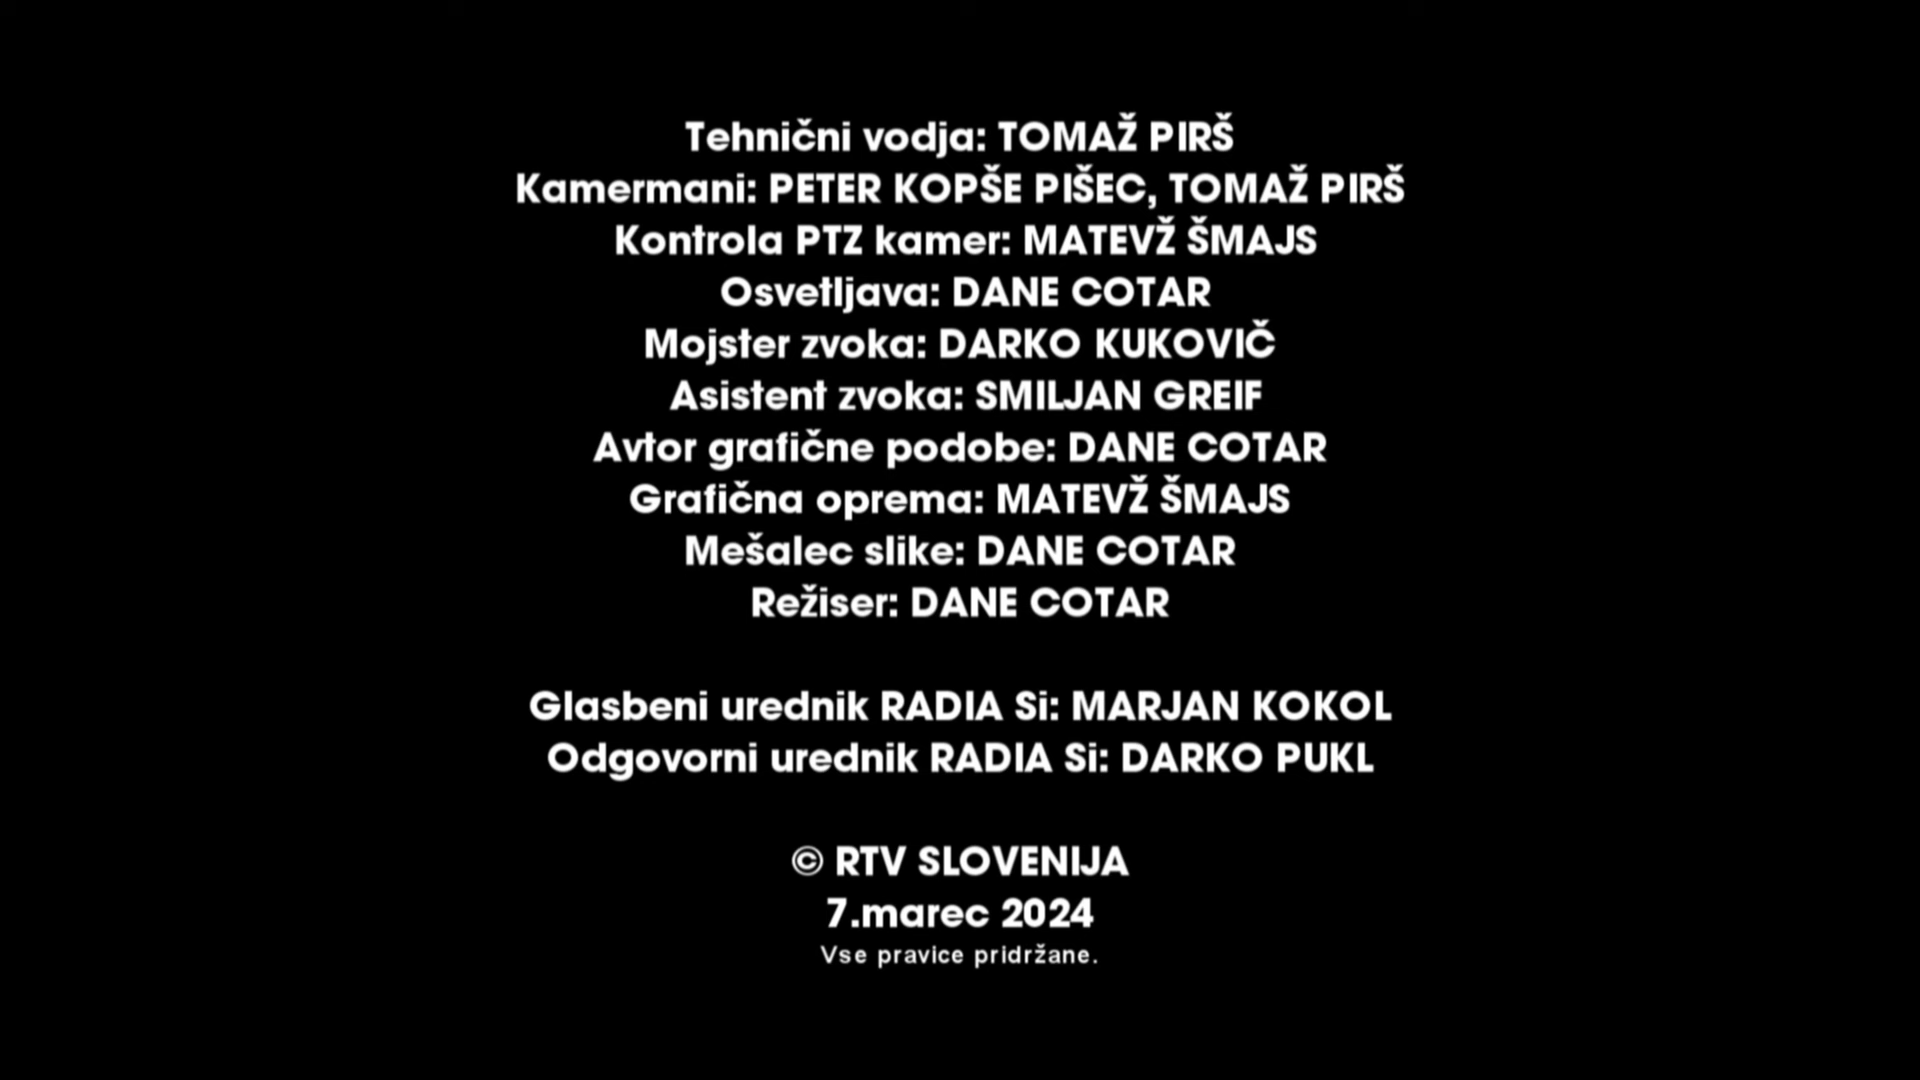 Tehnični vodja: TOMAŽ PIRŠ
Kamermani: PETER KOPŠE PIŠEC, TOMAŽ PIRŠ
Kontrola PTZ kamer: MATEVŽ ŠMAJS
Osvetljava: DANE COTAR
Mojster zvoka: DARKO KUKOVIČ
Asistent zvoka: SMILJAN GREIF
Avtor grafične podobe: DANE COTAR
Grafična oprema: MATEVŽ ŠMAJS
Mešalec slike: DANE COTAR
Režiser: DANE COTAR
Glasbeni urednik RADIA Si: MARJAN KOKOL
Odgovorni urednik RADIA Si: DARKO PUKL
© RTV SLOVENIJA
7.marec 2024
Vse pravice pridržane.